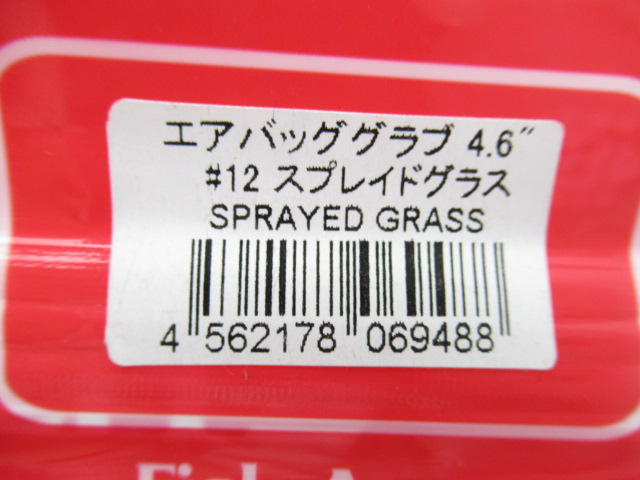 エアバッググラブ 4.6″
#12 スプレイドグラス
SPRAYED GRASS
4 562178 069488